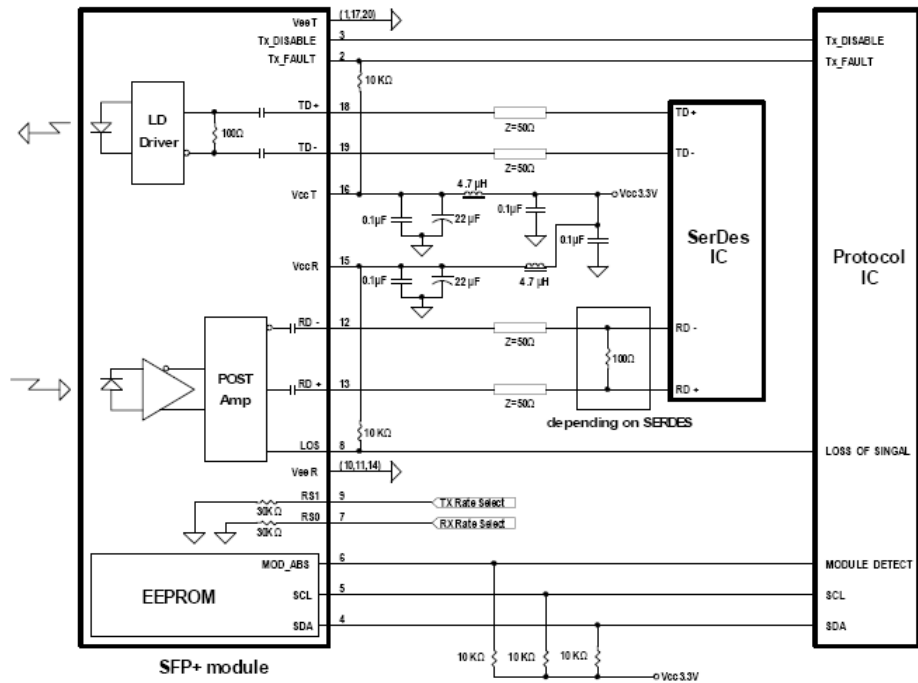 VeeT (1,17,20)
Tx_DISABLE 3 Tx_DISABLE
Tx_FAULT 2 Tx_FAULT
10 KΩ
LD
Driver
100Ω
TD+ 18 Z=50Ω TD+
TD- 19 Z=50Ω TD-
VccT 16 4.7 µH Vcc3.3V
0.1µF 22 µF 0.1µF 0.1µF
SerDes
IC
Protocol
IC
VccR 15 4.7 µH
0.1µF 22 µF
POST
Amp
RD - 12 Z=50Ω RD -
100Ω
RD + 13 Z=50Ω RD +
depending on SERDES
10 KΩ
LOS 8 LOSS OF SINGAL
VeeR (10,11,14)
RS1 9 TX Rate Select
30KΩ
RS0 7 RX Rate Select
30KΩ
EEPROM
MOD_ABS 6 MODULE DETECT
SCL 5 SCL
SDA 4 SDA
10 KΩ 10 KΩ 10 KΩ
Vcc3.3V
SFP+ module